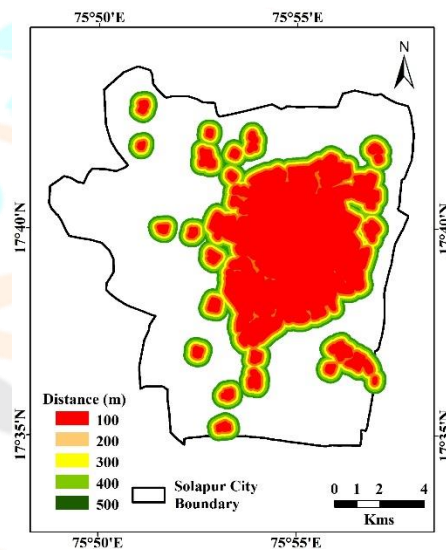 75°50'E 75°55'E
N
17°40'N 17°40'N
17°35'N 17°35'N
Distance (m)
100
200
300
400
500
Solapur City
Boundary
0 1 2 4
Kms
75°50'E 75°55'E